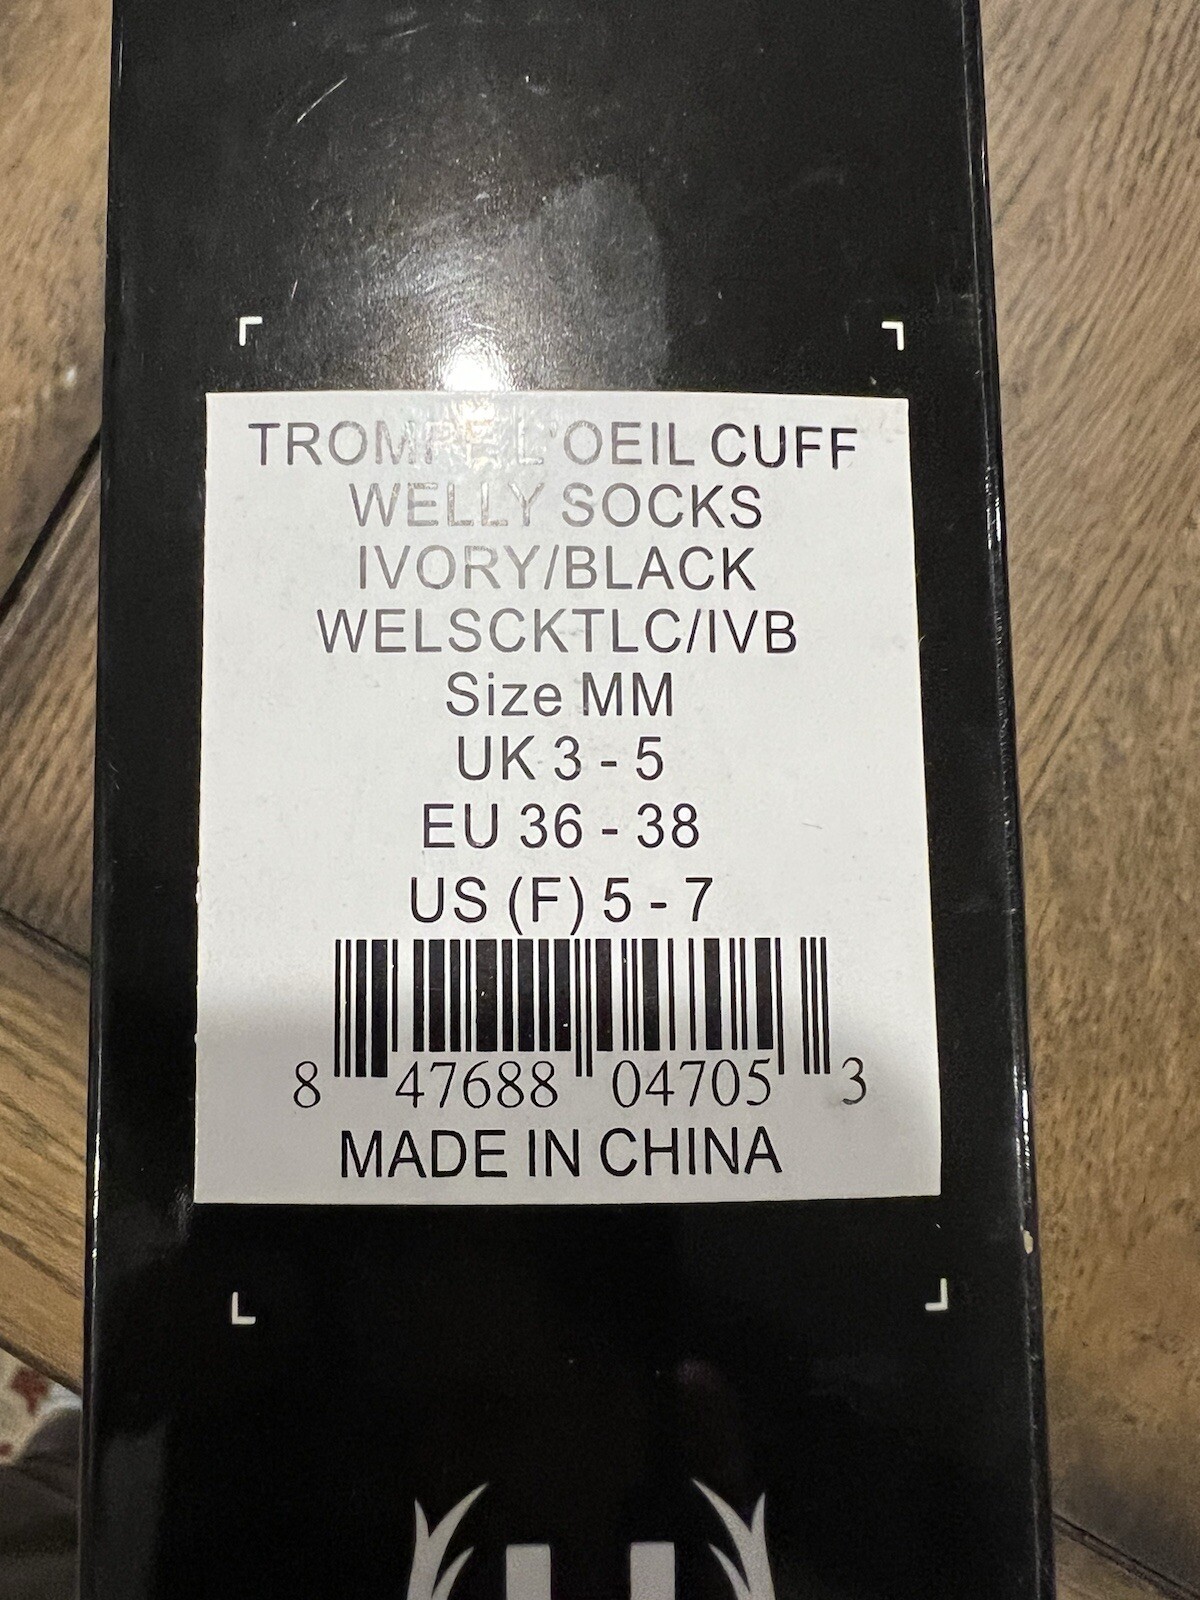 TROMPE L'OEIL CUFF
WELLY SOCKS
IVORY/BLACK
WELSCKTLC/IVB
Size MM
UK 3 - 5
EU 36 - 38
US (F) 5 - 7
8 47688 04705 3
MADE IN CHINA